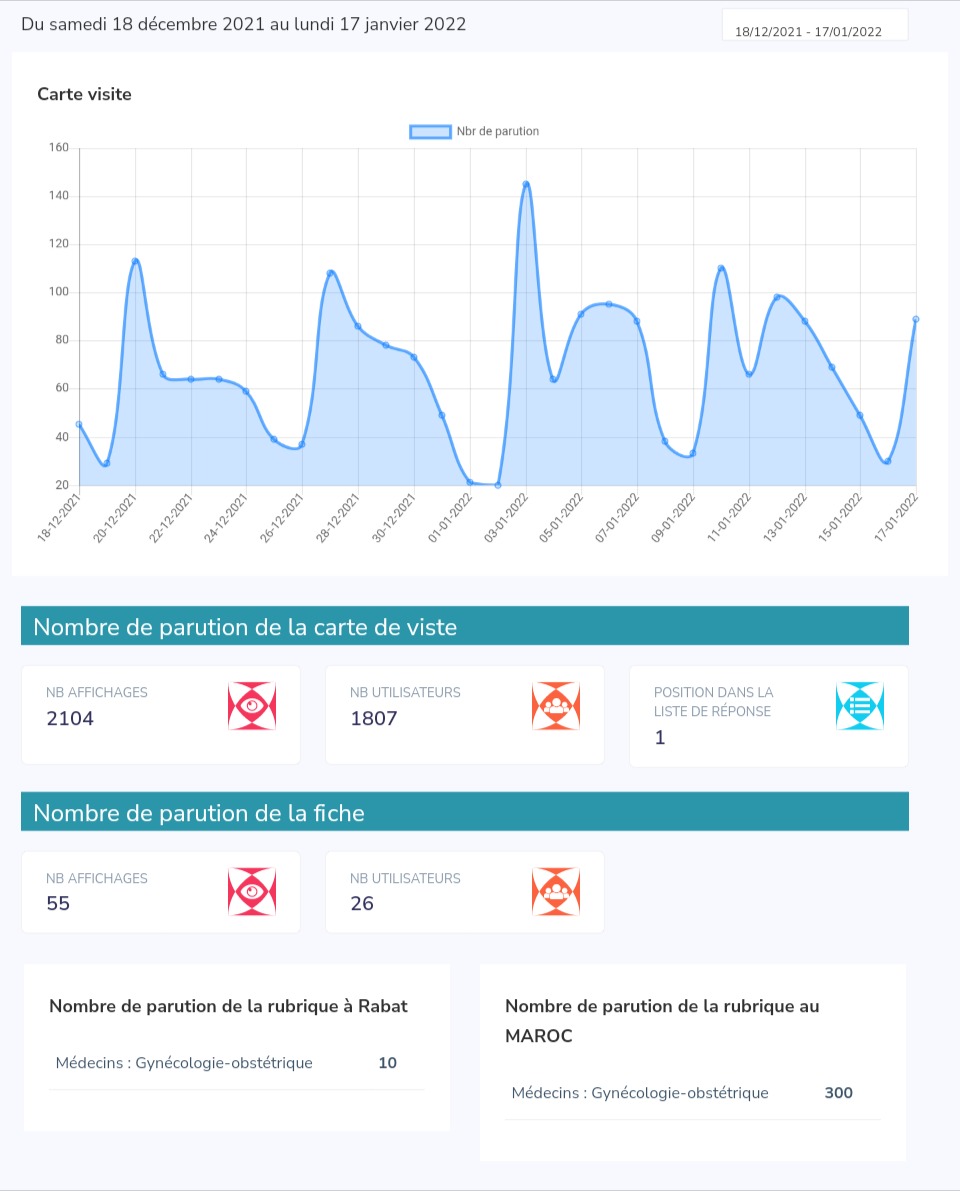 Du samedi 18 décembre 2021 au lundi 17 janvier 2022
18/12/2021 - 17/01/2022
Carte visite
Nbr de parution
160
140
120
100
80
60
40
20
18-12-2021
20-12-2021
22-12-2021
24-12-2021
26-12-2021
28-12-2021
30-12-2021
01-01-2022
03-01-2022
05-01-2022
07-01-2022
09-01-2022
11-01-2022
13-01-2022
15-01-2022
17-01-2022
Nombre de parution de la carte de viste
NB AFFICHAGES
2104
NB UTILISATEURS
1807
POSITION DANS LA
LISTE DE RÉPONSE
1
Nombre de parution de la fiche
NB AFFICHAGES
55
NB UTILISATEURS
26
Nombre de parution de la rubrique à Rabat
Médecins : Gynécologie-obstétrique 10
Nombre de parution de la rubrique au
MAROC
Médecins : Gynécologie-obstétrique 300